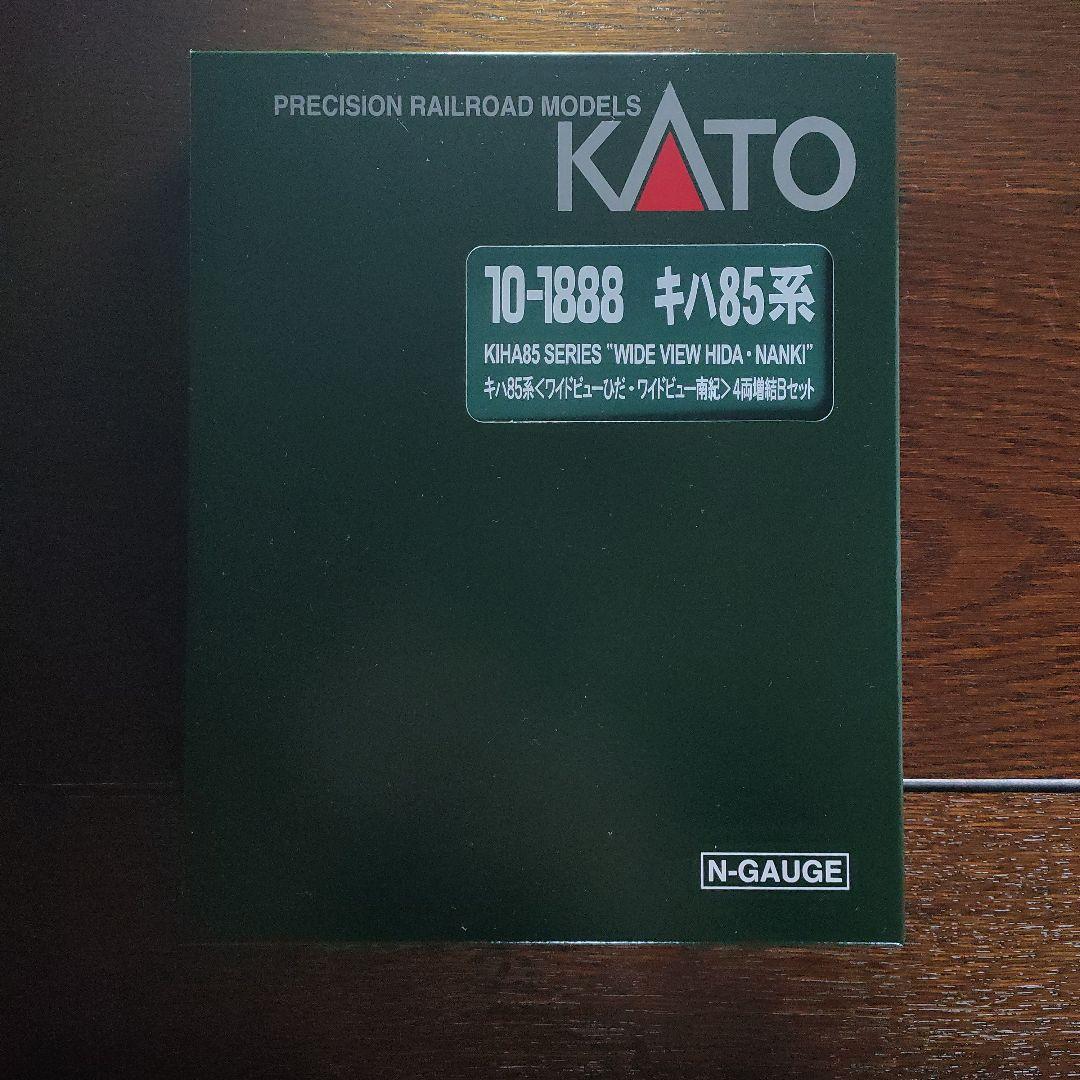 PRECISION RAILROAD MODELS
KATO
10-1888 キハ85系
KIHA85 SERIES "WIDE VIEW HIDA・NANKI"
キハ85系＜ワイドビューひだ・ワイドビュー南紀＞4両増結Bセット
N-GAUGE